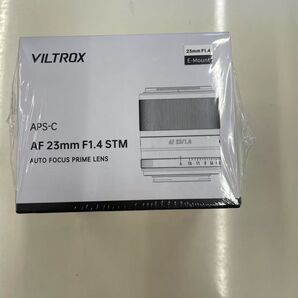 VILTROX
23mm F1.4
E-Mount
APS-C
AF 23mm F1.4 STM
AUTO FOCUS PRIME LENS
AF 23/1.4